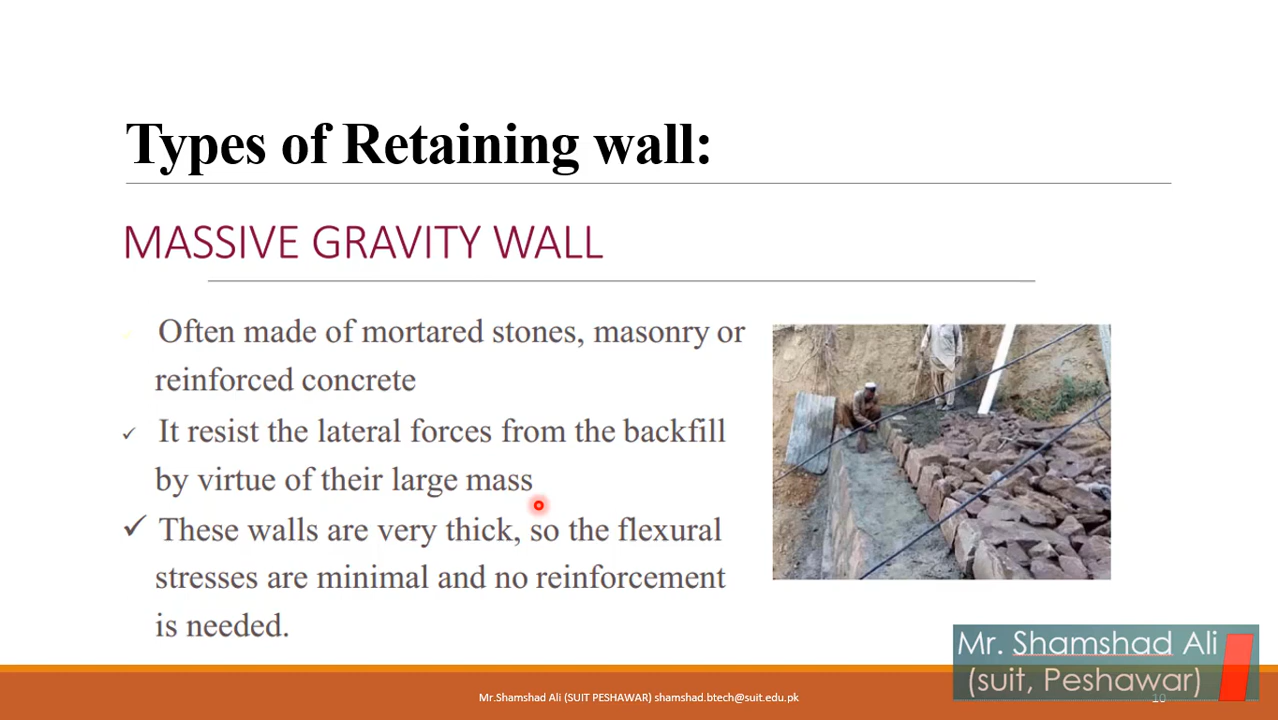 Types of Retaining wall:
MASSIVE GRAVITY WALL
Often made of mortared stones, masonry or
reinforced concrete
✓ It resist the lateral forces from the backfill
by virtue of their large mass
✓ These walls are very thick, so the flexural
stresses are minimal and no reinforcement
is needed.
Mr. Shamshad Ali
(suit, Peshawar)
Mr.Shamshad Ali (SUIT PESHAWAR) shamshad.btech@suit.edu.pk
10